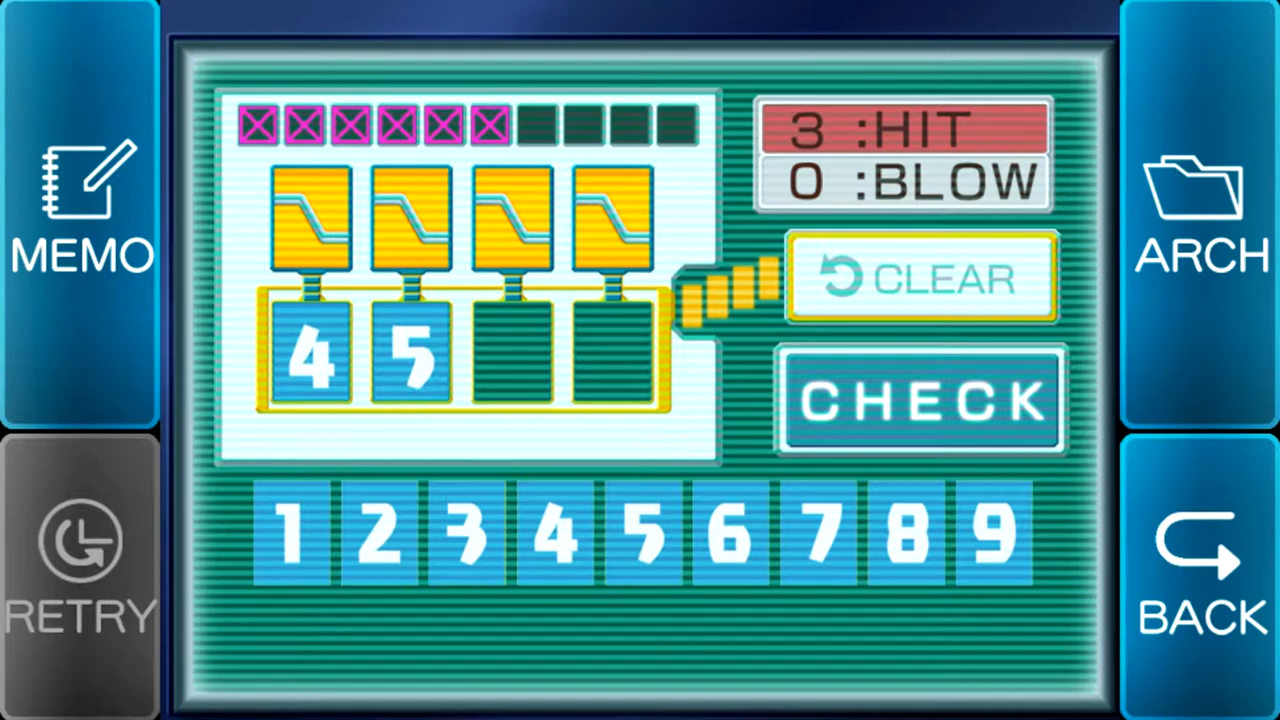 MEMO
RETRY
4 5
3 :HIT
0 :BLOW
CLEAR
CHECK
1 2 3 4 5 6 7 8 9
ARCH
BACK